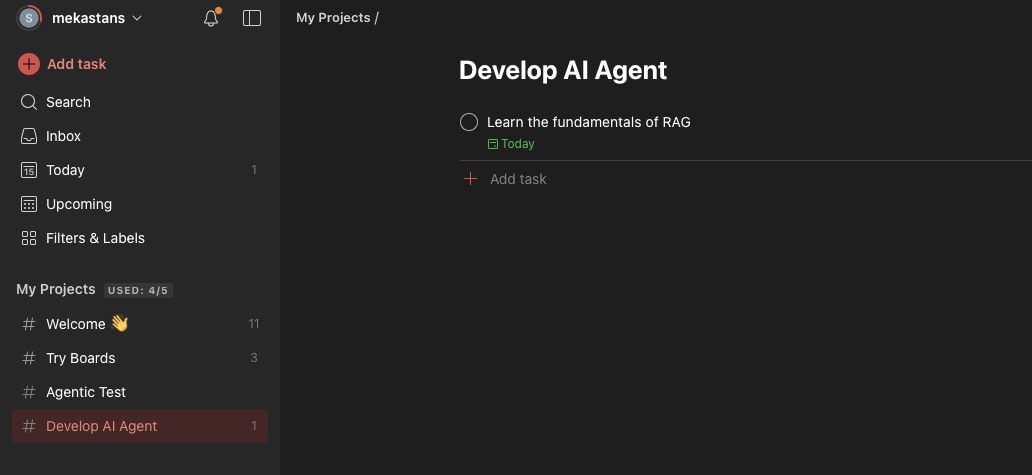 S mekastans
Add task
Search
Inbox
15 Today 1
Upcoming
Filters & Labels
My Projects USED: 4/5
# Welcome 👋 11
# Try Boards 3
# Agentic Test
# Develop AI Agent 1
My Projects /
Develop AI Agent
Learn the fundamentals of RAG
Today
+ Add task